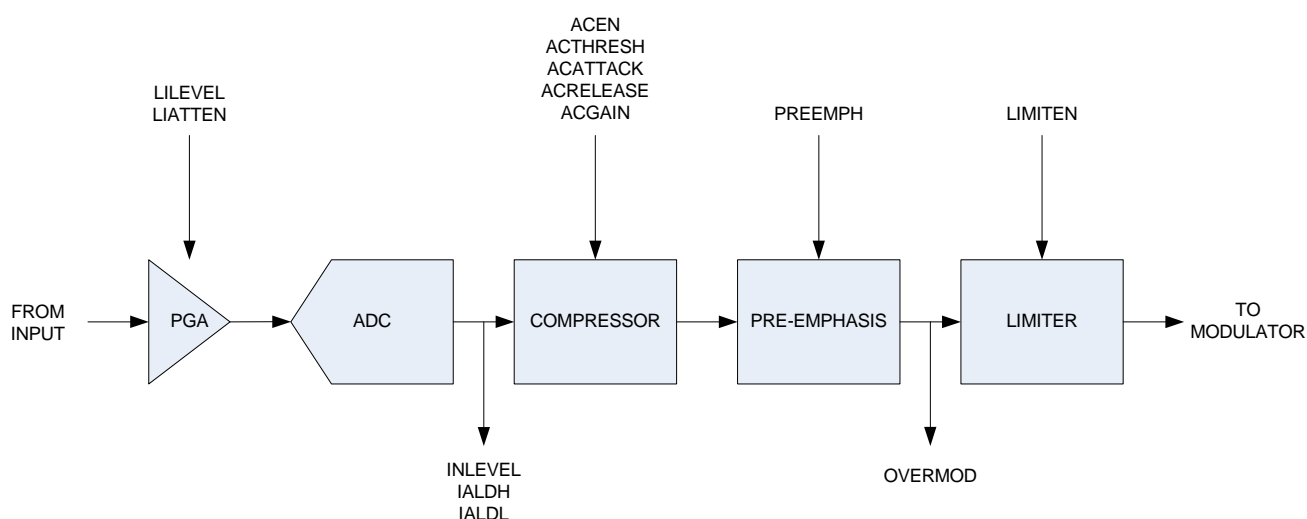 ACEN
ACTHRESH
ACATTACK
ACRELEASE
ACGAIN
LILEVEL
LIATTEN
PREEMPH
LIMITEN
FROM
INPUT
PGA
ADC
COMPRESSOR
PRE-EMPHASIS
LIMITER
TO
MODULATOR
INLEVEL
IALDH
IALDL
OVERMOD